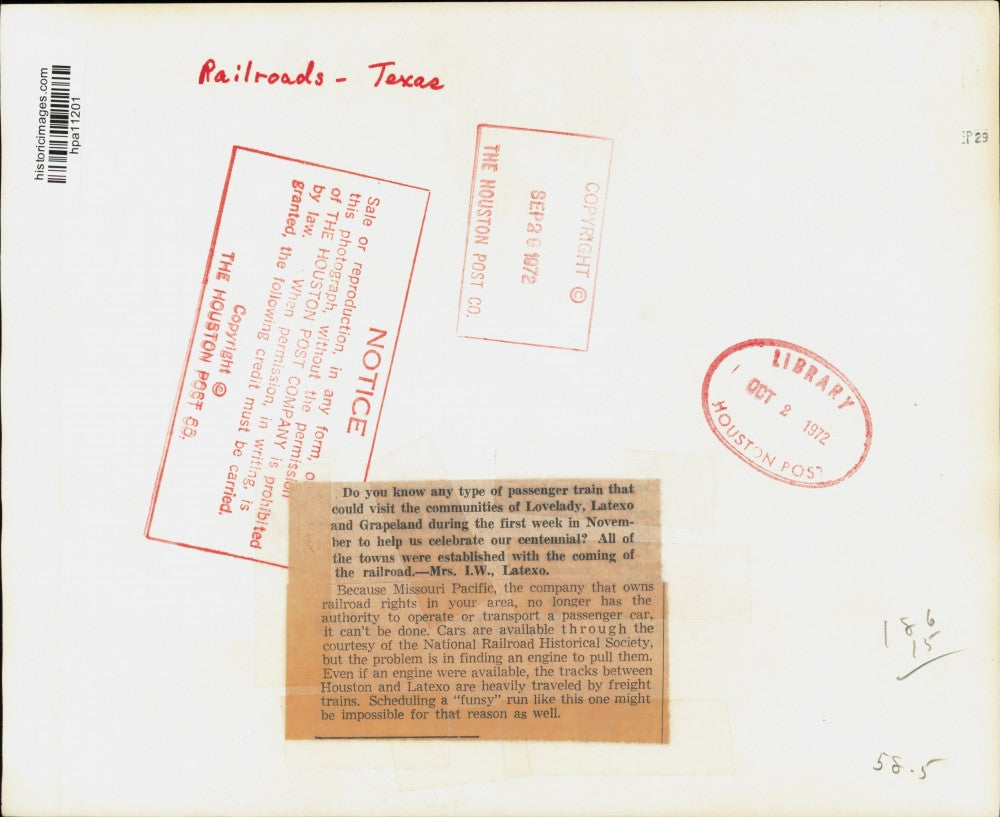 historicimages.com
hpa11201
Railroads - Texas
29
NOTICE
Sale or reproduction, in any form, o
this photograph, without the permission
of THE HOUSTON POST COMPANY is prohibited
by law. When permission, in writing, is
granted, the following credit must be carried.
Copyright ©
THE HOUSTON POST CO.
COPYRIGHT ©
SEP 29 1972
THE HOUSTON POST CO.
LIBRARY
OCT 2 1972
HOUSTON POST
Do you know any type of passenger train that
could visit the communities of Lovelady, Latexo
and Grapeland during the first week in Novem-
ber to help us celebrate our centennial? All of
the towns were established with the coming of
the railroad.—Mrs. I.W., Latexo.
Because Missouri Pacific, the company that owns
railroad rights in your area, no longer has the
authority to operate or transport a passenger car,
it can't be done. Cars are available through the
courtesy of the National Railroad Historical Society,
but the problem is in finding an engine to pull them.
Even if an engine were available, the tracks between
Houston and Latexo are heavily traveled by freight
trains. Scheduling a "funsy" run like this one might
be impossible for that reason as well.
186
15
58.5